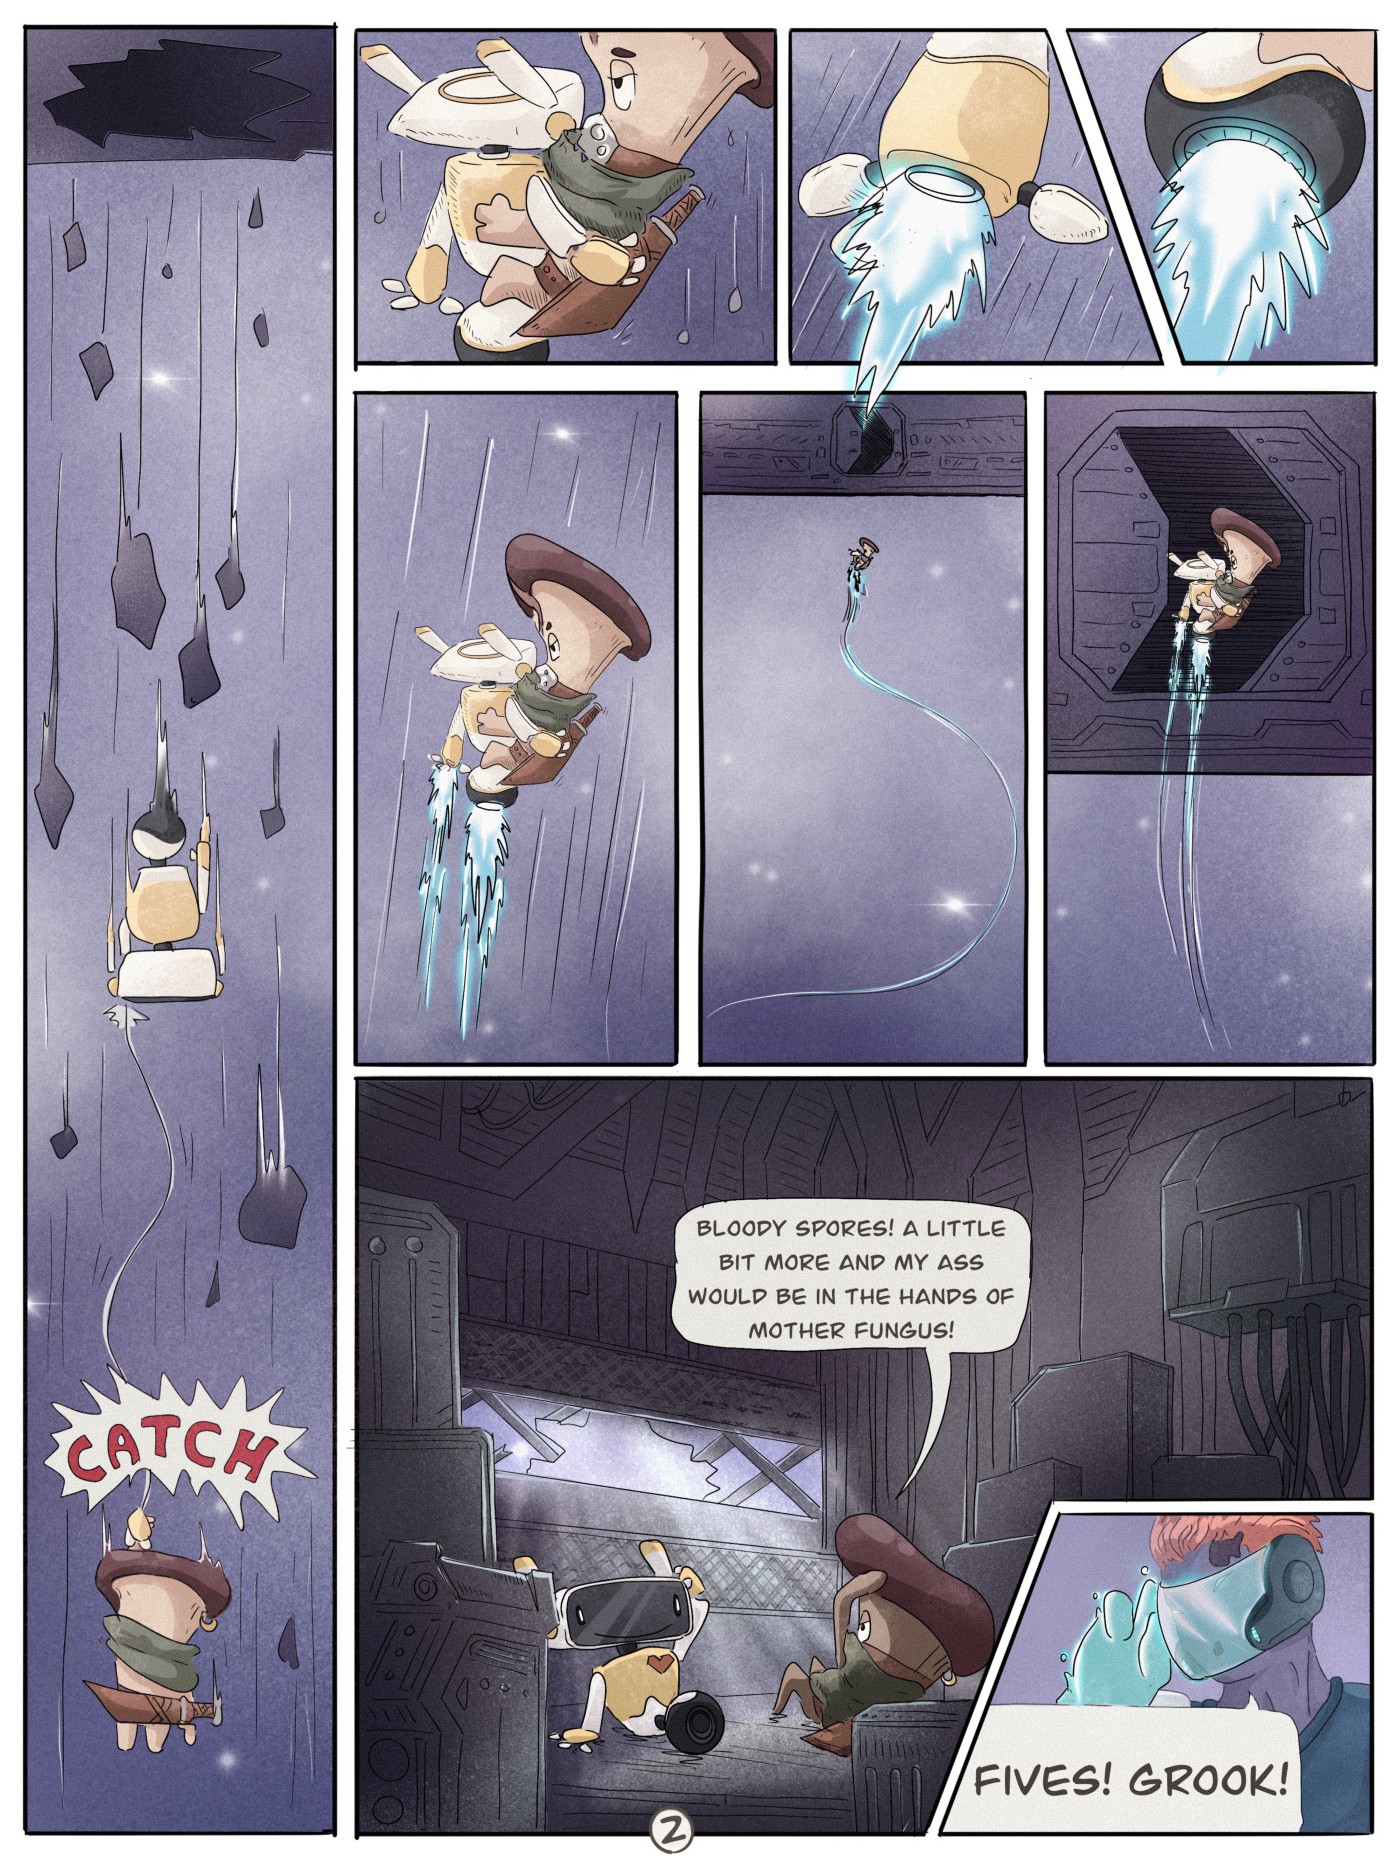 CATCH
BLOODY SPORES! A LITTLE
BIT MORE AND MY ASS
WOULD BE IN THE HANDS OF
MOTHER FUNGUS!
FIVES! GROOK!
2